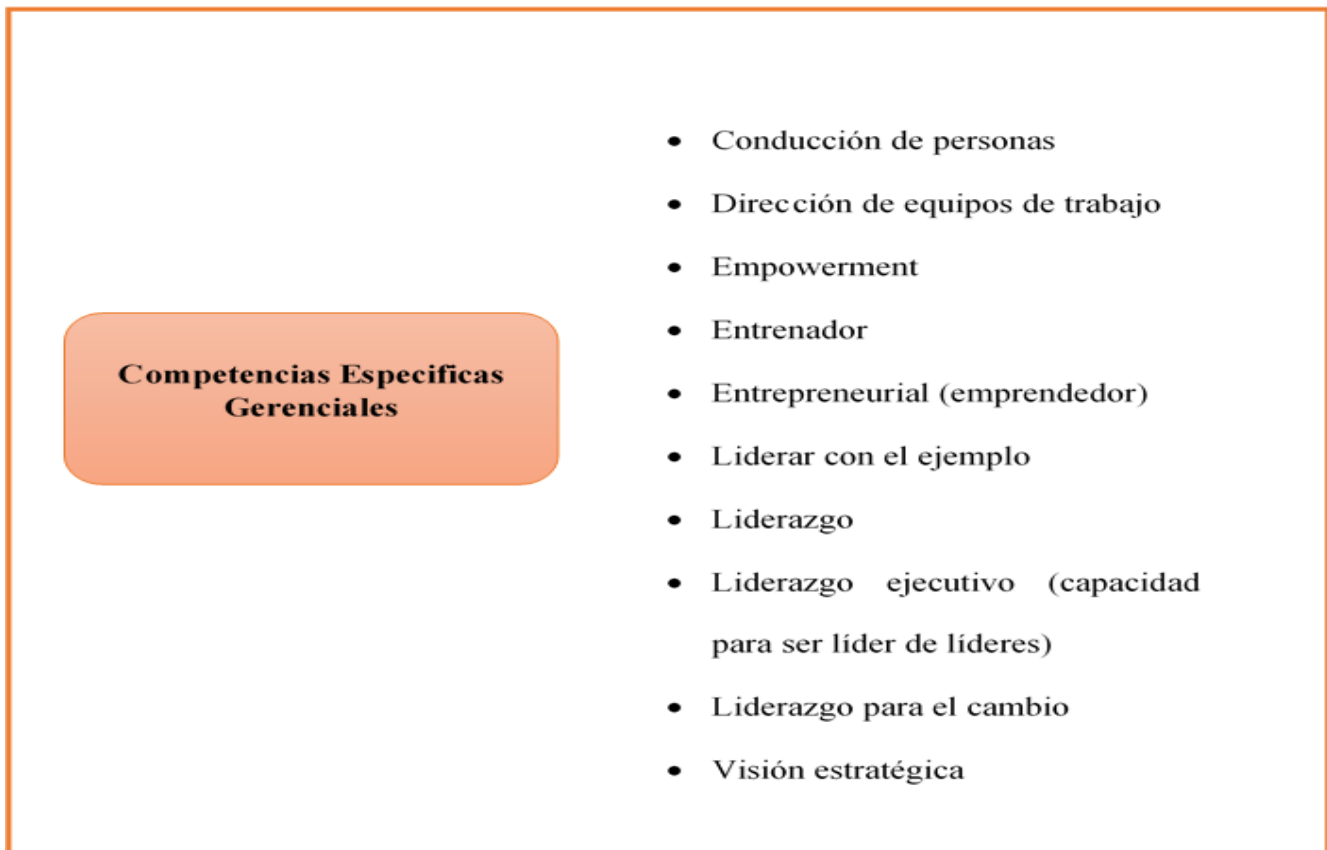 • Conducción de personas
• Dirección de equipos de trabajo
• Empowerment
• Entrenador
Competencias Especificas
Gerenciales
• Entrepreneurial (emprendedor)
• Liderar con el ejemplo
• Liderazgo
• Liderazgo ejecutivo (capacidad
para ser líder de líderes)
• Liderazgo para el cambio
• Visión estratégica